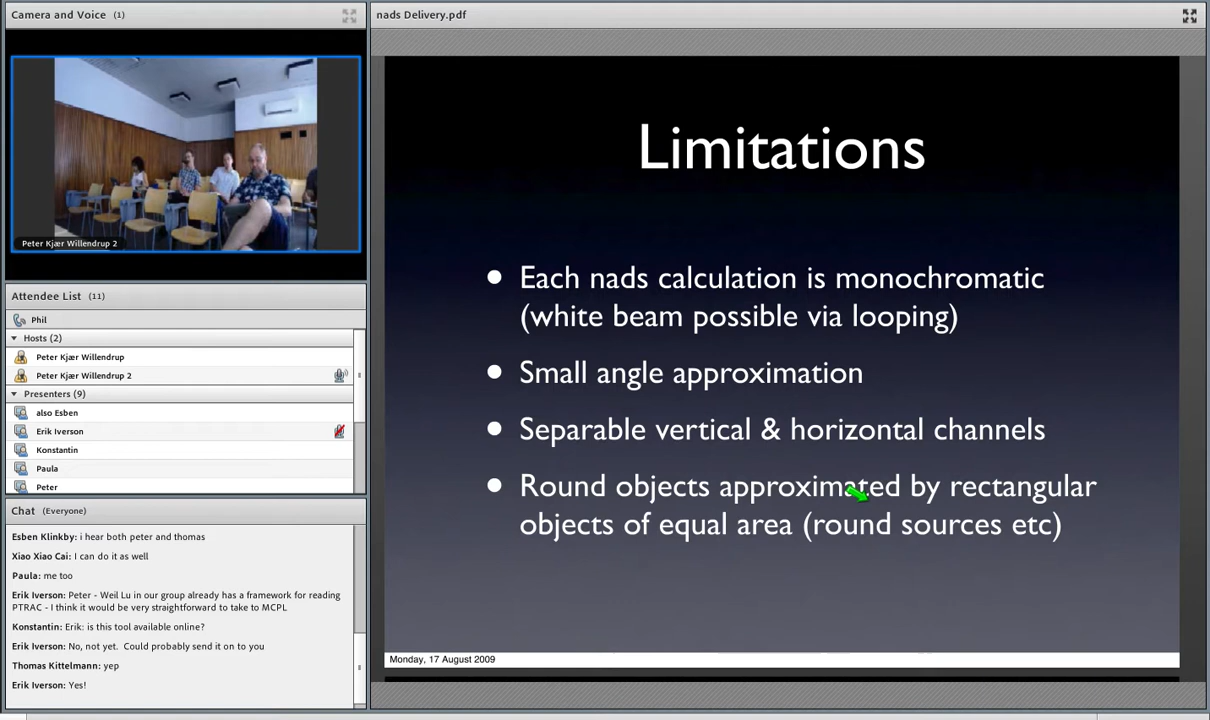 Camera and Voice (1)
Peter Kjær Willendrup 2
Attendee List (11)
Phil
Hosts (2)
Peter Kjær Willendrup
Peter Kjær Willendrup 2
Presenters (9)
also Esben
Erik Iverson
Konstantin
Paula
Peter
Chat (Everyone)
Esben Klinkby: i hear both peter and thomas
Xiao Xiao Cai: I can do it as well
Paula: me too
Erik Iverson: Peter - Weil Lu in our group already has a framework for reading
PTRAC - I think it would be very straightforward to take to MCPL
Konstantin: Erik: is this tool available online?
Erik Iverson: No, not yet. Could probably send it on to you
Thomas Kittelmann: yep
Erik Iverson: Yes!
nads Delivery.pdf
Limitations
• Each nads calculation is monochromatic
(white beam possible via looping)
• Small angle approximation
• Separable vertical & horizontal channels
• Round objects approximated by rectangular
objects of equal area (round sources etc)
Monday, 17 August 2009